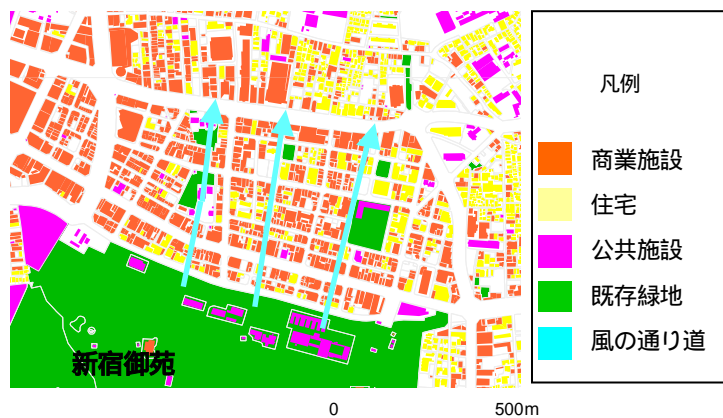 凡例
商業施設
住宅
公共施設
既存緑地
風の通り道
新宿御苑
0 500m